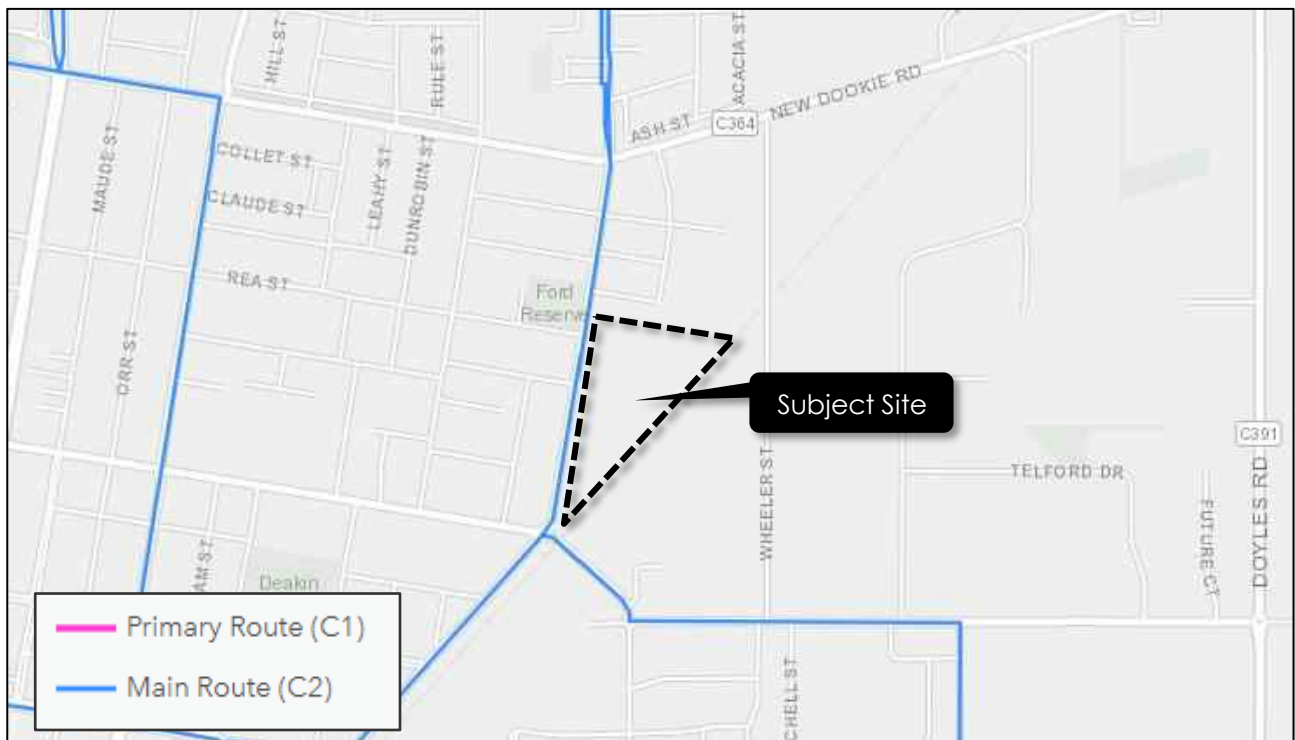 MILL ST
RULE ST
ACACIA ST
NEW DOOKIE RD
ASH ST
C364
MAUDE ST
COLLET ST
LEAHY ST
DUNROBIN ST
CLAUDE ST
REA ST
Ford
Reserve
ORR ST
Subject Site
C391
WHEELER ST
TELFORD DR
FUTURE CT
DOYLES RD
AM ST
Deakin
Primary Route (C1)
Main Route (C2)
CHELL ST